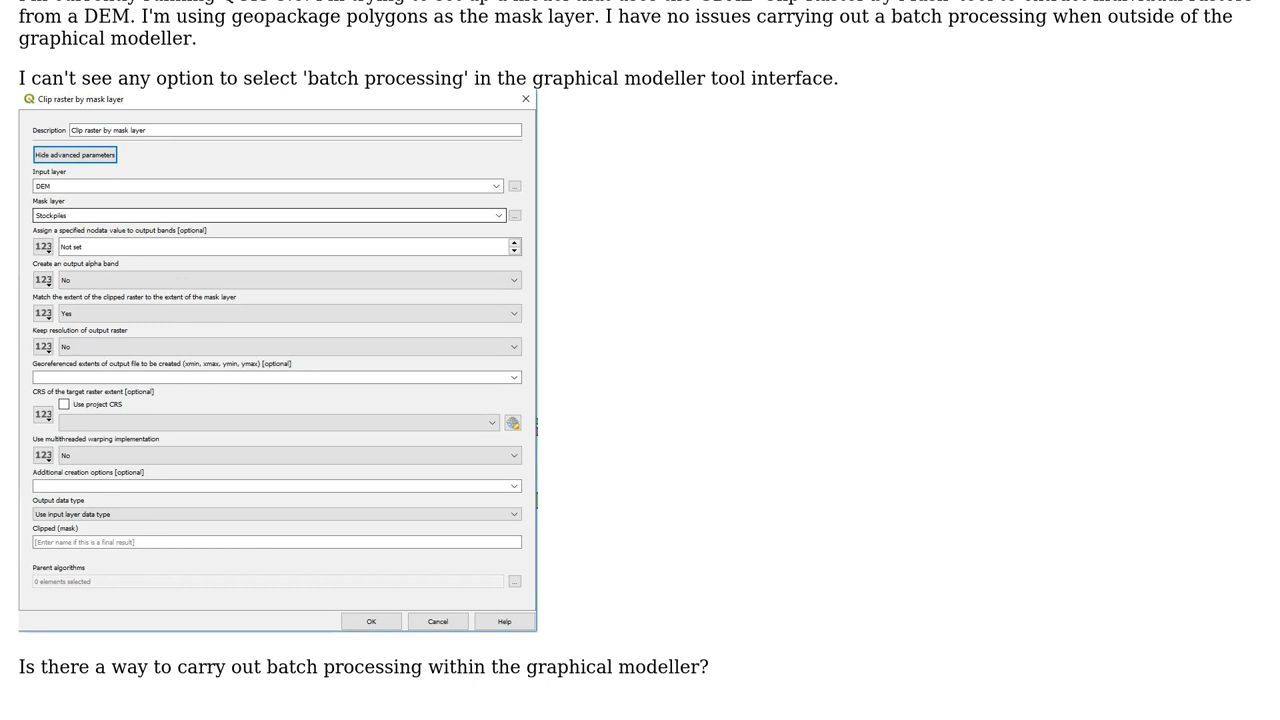 from a DEM. I'm using geopackage polygons as the mask layer. I have no issues carrying out a batch processing when outside of the
graphical modeller.
I can't see any option to select 'batch processing' in the graphical modeller tool interface.
Clip raster by mask layer
Description Clip raster by mask layer
Hide advanced parameters
Input layer
DEM
...
Mask layer
Stockpiles
...
Assign a specified nodata value to output bands [optional]
123 Not set
Create an output alpha band
123 No
Match the extent of the clipped raster to the extent of the mask layer
123 Yes
Keep resolution of output raster
123 No
Georeferenced extents of output file to be created (xmin, xmax, ymin, ymax) [optional]
CRS of the target raster extent [optional]
Use project CRS
123
Use multithreaded warping implementation
123 No
Additional creation options [optional]
Output data type
Use input layer data type
Clipped (mask)
[Enter name if this is a final result]
Parent algorithms
0 elements selected
...
OK Cancel Help
Is there a way to carry out batch processing within the graphical modeller?